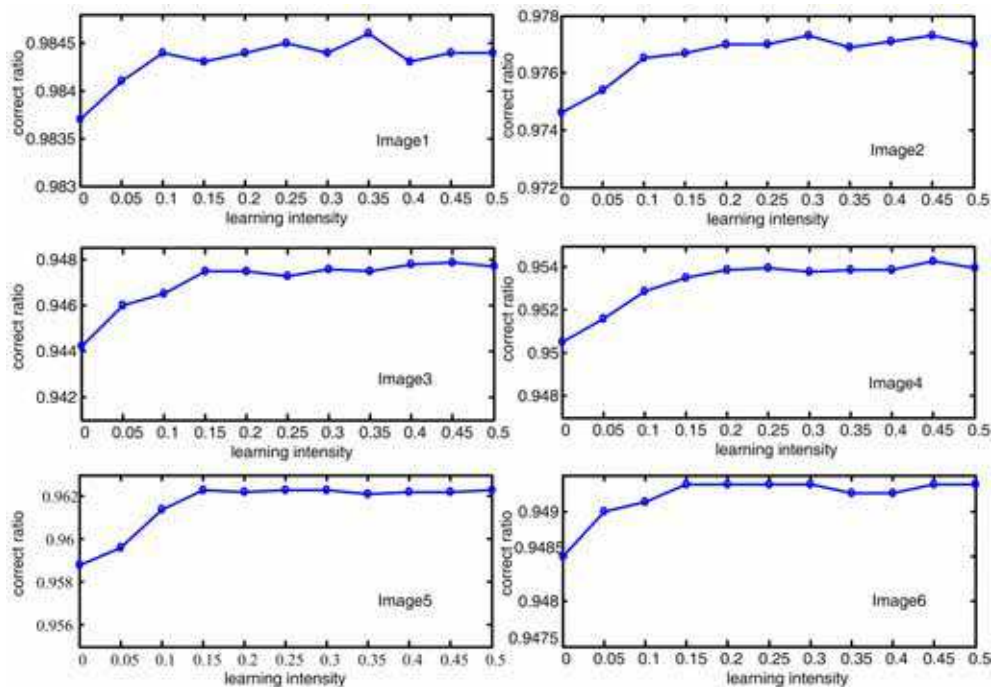 0.9845
0.984
0.9835
0.983
correct ratio
Image1
0 0.05 0.1 0.15 0.2 0.25 0.3 0.35 0.4 0.45 0.5
learning intensity
0.978
0.976
0.974
0.972
correct ratio
Image2
0 0.05 0.1 0.15 0.2 0.25 0.3 0.35 0.4 0.45 0.5
learning intensity
0.948
0.946
0.944
0.942
correct ratio
Image3
0 0.05 0.1 0.15 0.2 0.25 0.3 0.35 0.4 0.45 0.5
learning intensity
0.954
0.952
0.95
0.948
correct ratio
Image4
0 0.05 0.1 0.15 0.2 0.25 0.3 0.35 0.4 0.45 0.5
learning intensity
0.962
0.96
0.958
0.956
correct ratio
Image5
0 0.05 0.1 0.15 0.2 0.25 0.3 0.35 0.4 0.45 0.5
learning intensity
0.949
0.9485
0.948
0.9475
correct ratio
Image6
0 0.05 0.1 0.15 0.2 0.25 0.3 0.35 0.4 0.45 0.5
learning intensity